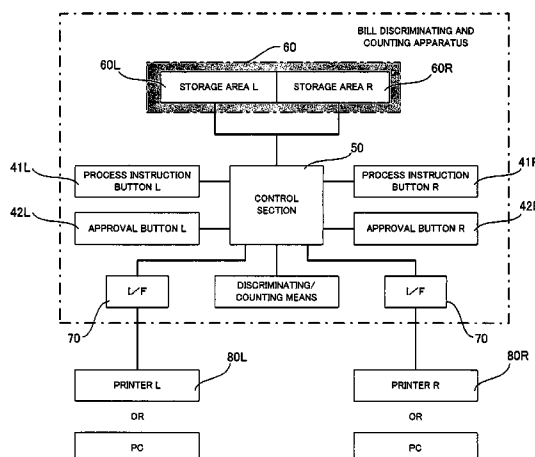 BILL DISCRIMINATING AND
COUNTING APPARATUS
60
60L
60R
STORAGE AREA L
STORAGE AREA R
50
41L
41R
PROCESS INSTRUCTION
BUTTON L
CONTROL
SECTION
PROCESS INSTRUCTION
BUTTON R
42L
42R
APPROVAL BUTTON L
APPROVAL BUTTON R
I/F
DISCRIMINATING/
COUNTING MEANS
I/F
70
70
PRINTER L
80L
PRINTER R
80R
OR
OR
PC
PC